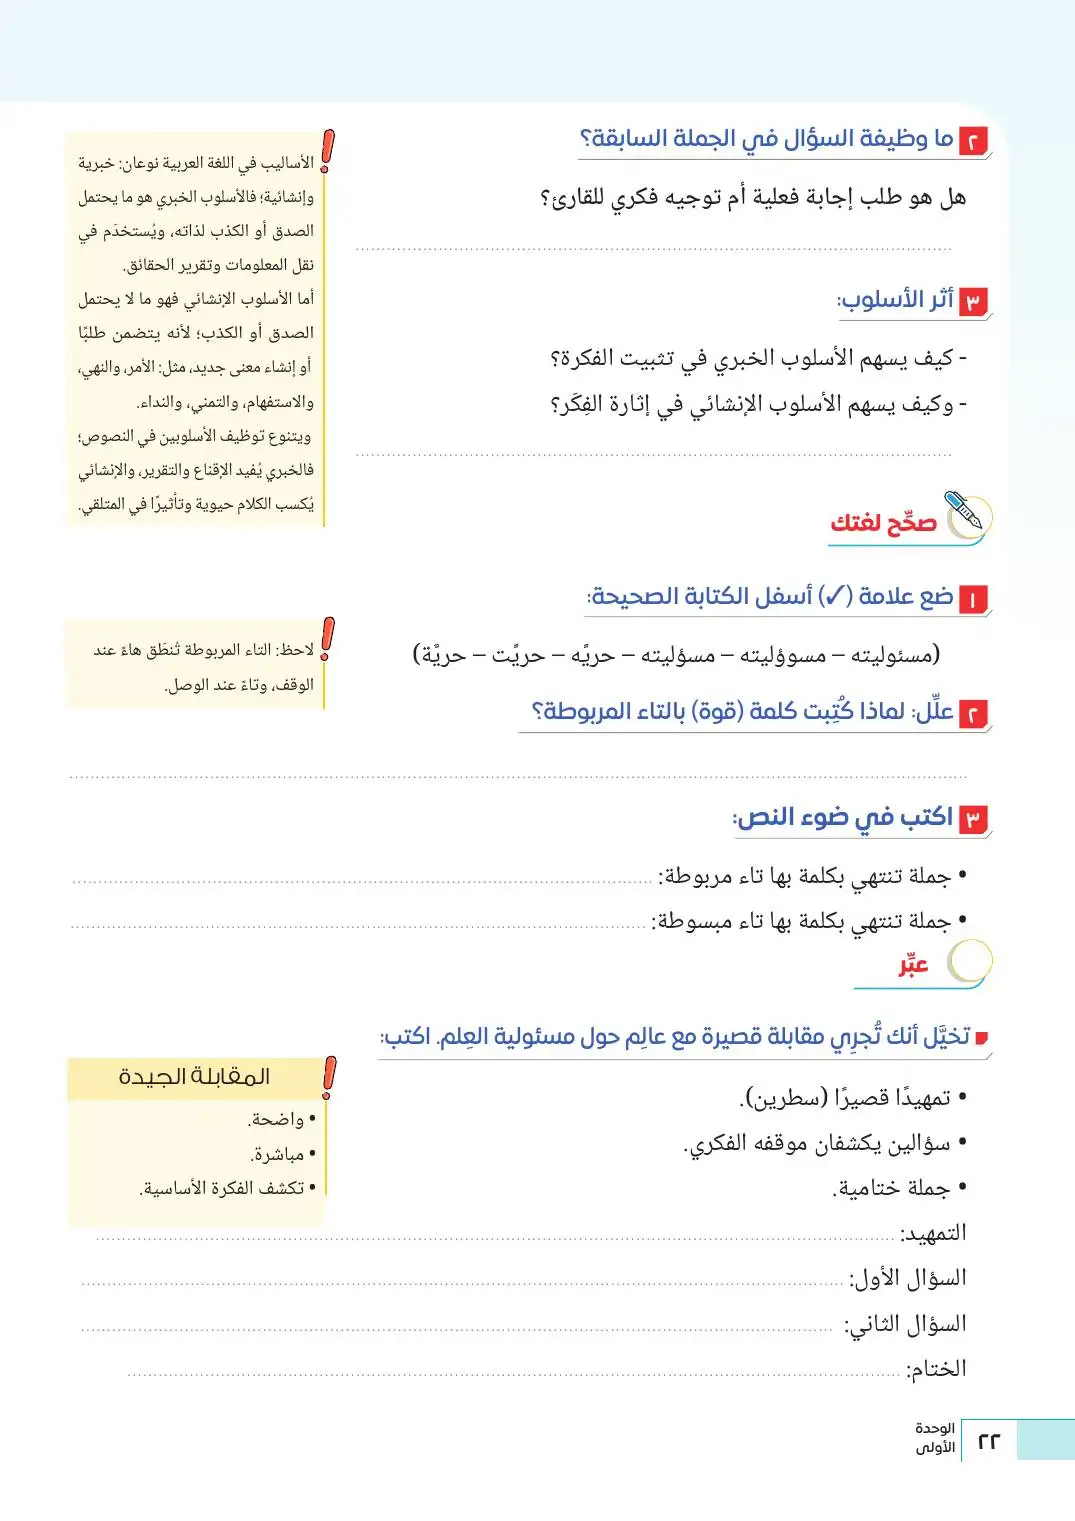 ٢ ما وظيفة السؤال في الجملة السابقة؟
هل هو طلب إجابة فعلية أم توجيه فكري للقارئ؟
٣ أثر الأسلوب:
- كيف يسهم الأسلوب الخبري في تثبيت الفكرة؟
- وكيف يسهم الأسلوب الإنشائي في إثارة الفِكَر؟
الأساليب في اللغة العربية نوعان: خبرية
وإنشائية؛ فالأسلوب الخبري هو ما يحتمل
الصدق أو الكذب لذاته، ويُستخدَم في
نقل المعلومات وتقرير الحقائق.
أما الأسلوب الإنشائي فهو ما لا يحتمل
الصدق أو الكذب؛ لأنه يتضمن طلبًا
أو إنشاء معنى جديد، مثل: الأمر، والنهي،
والاستفهام، والتمني، والنداء.
ويتنوع توظيف الأسلوبين في النصوص؛
فالخبري يُفيد الإقناع والتقرير، والإنشائي
يُكسب الكلام حيوية وتأثيرًا في المتلقي.
صحِّح لغتك
١ ضع علامة (✓) أسفل الكتابة الصحيحة:
(مسئوليته – مسوؤليته – مسؤليته – حريَّه – حريَّت – حريَّة)
لاحظ: التاء المربوطة تُنطَق هاءً عند
الوقف، وتاءً عند الوصل.
٢ علِّل: لماذا كُتِبت كلمة (قوة) بالتاء المربوطة؟
٣ اكتب في ضوء النص:
• جملة تنتهي بكلمة بها تاء مربوطة:
• جملة تنتهي بكلمة بها تاء مبسوطة:
عبِّر
تخيَّل أنك تُجرِي مقابلة قصيرة مع عالِم حول مسئولية العِلم. اكتب:
• تمهيدًا قصيرًا (سطرين).
• سؤالين يكشفان موقفه الفكري.
• جملة ختامية.
المقابلة الجيدة
• واضحة.
• مباشرة.
• تكشف الفكرة الأساسية.
التمهيد:
السؤال الأول:
السؤال الثاني:
الختام:
٢٢
الوحدة
الأولى